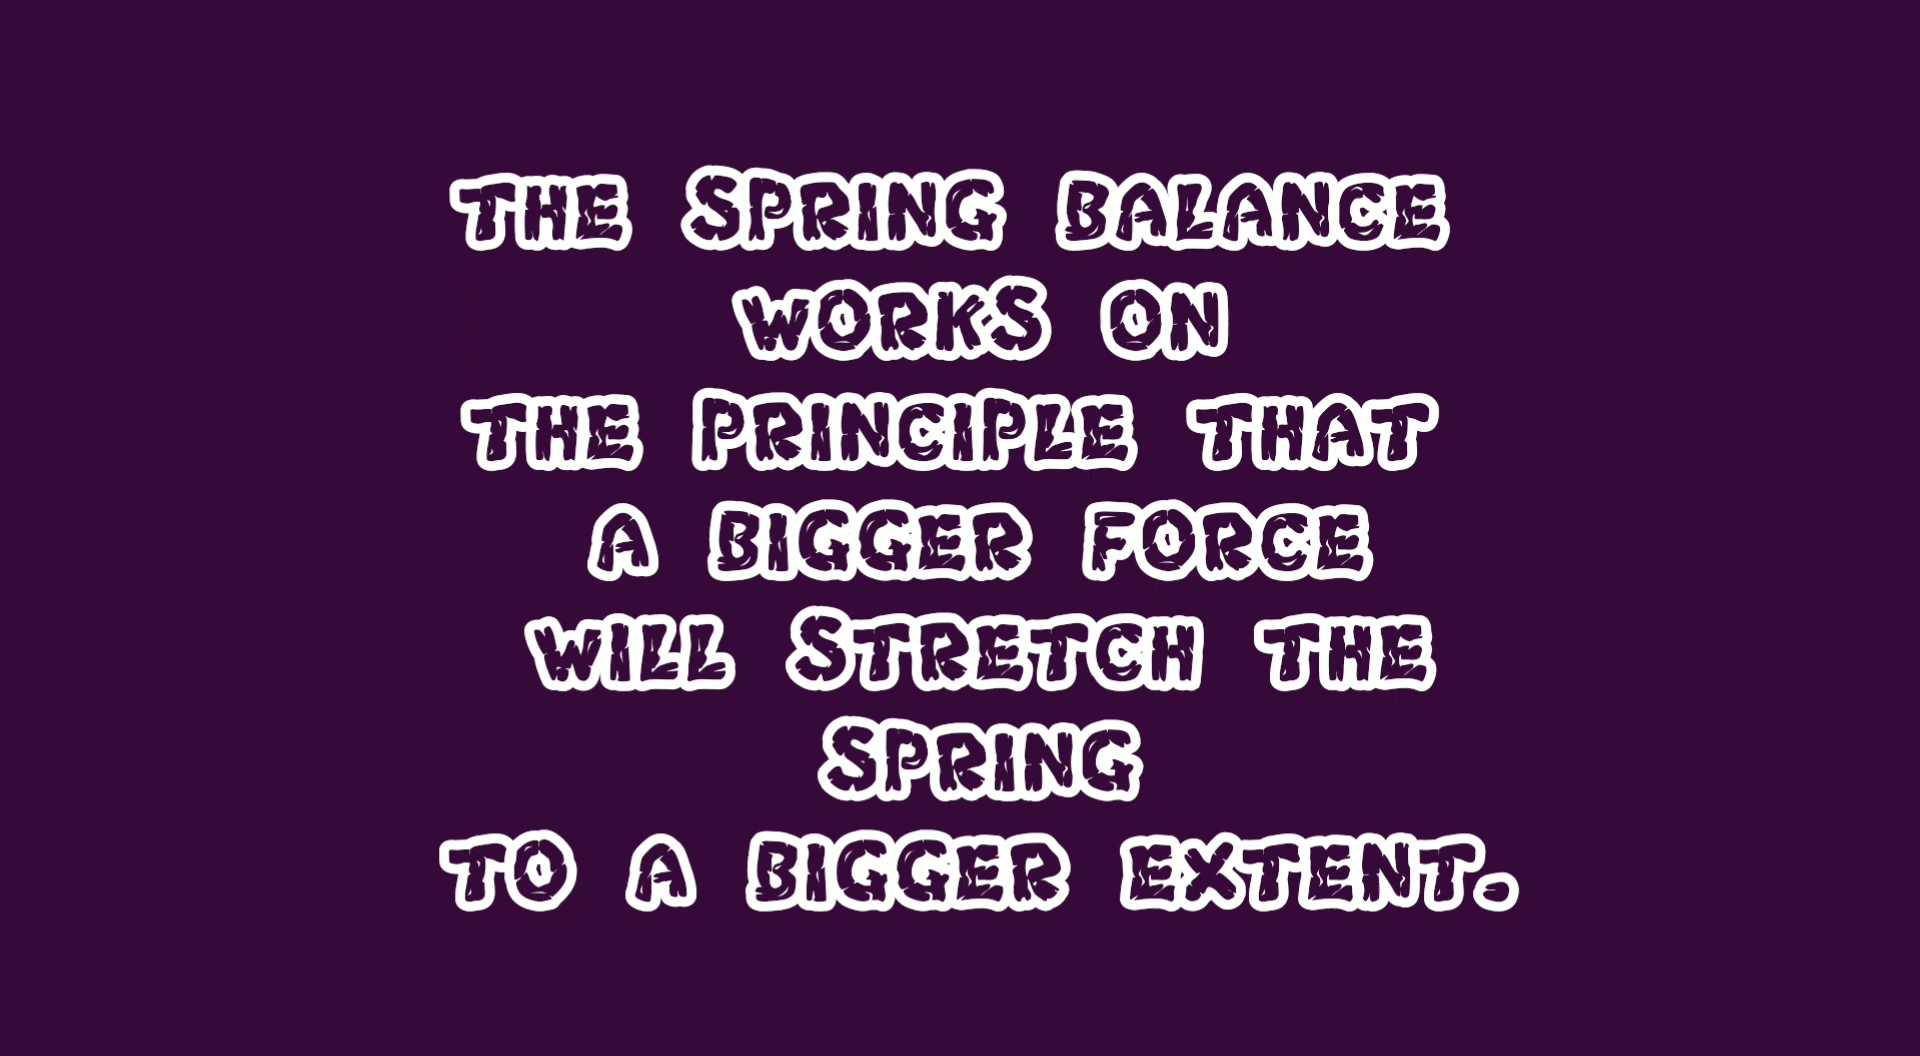 THE SPRING BALANCE
WORKS ON
THE PRINCIPLE THAT
A BIGGER FORCE
WILL STRETCH THE
SPRING
TO A BIGGER EXTENT.